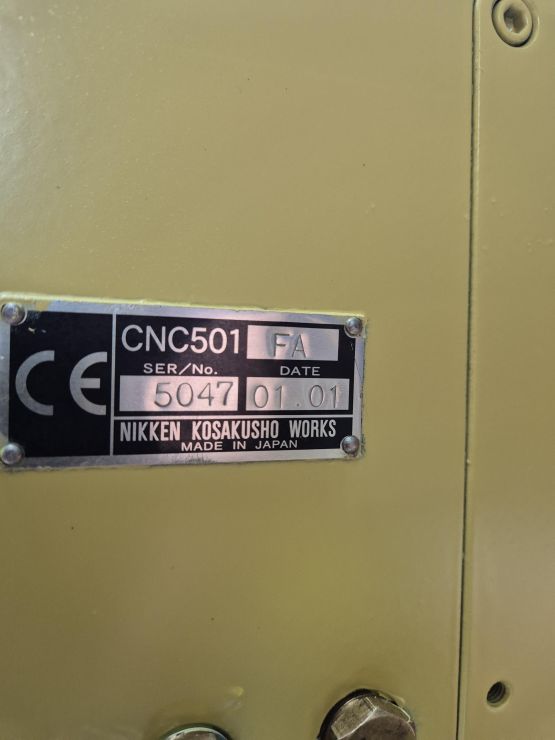 CE
CNC501 FA
SER/No. DATE
5047 01.01
NIKKEN KOSAKUSHO WORKS
MADE IN JAPAN